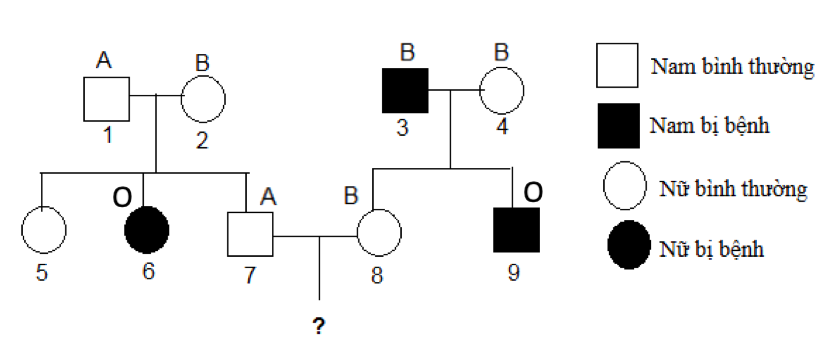 A B B B
1 2 3 4
O A B O
5 6 7 8 9
?
Nam bình thường
Nam bị bệnh
Nữ bình thường
Nữ bị bệnh